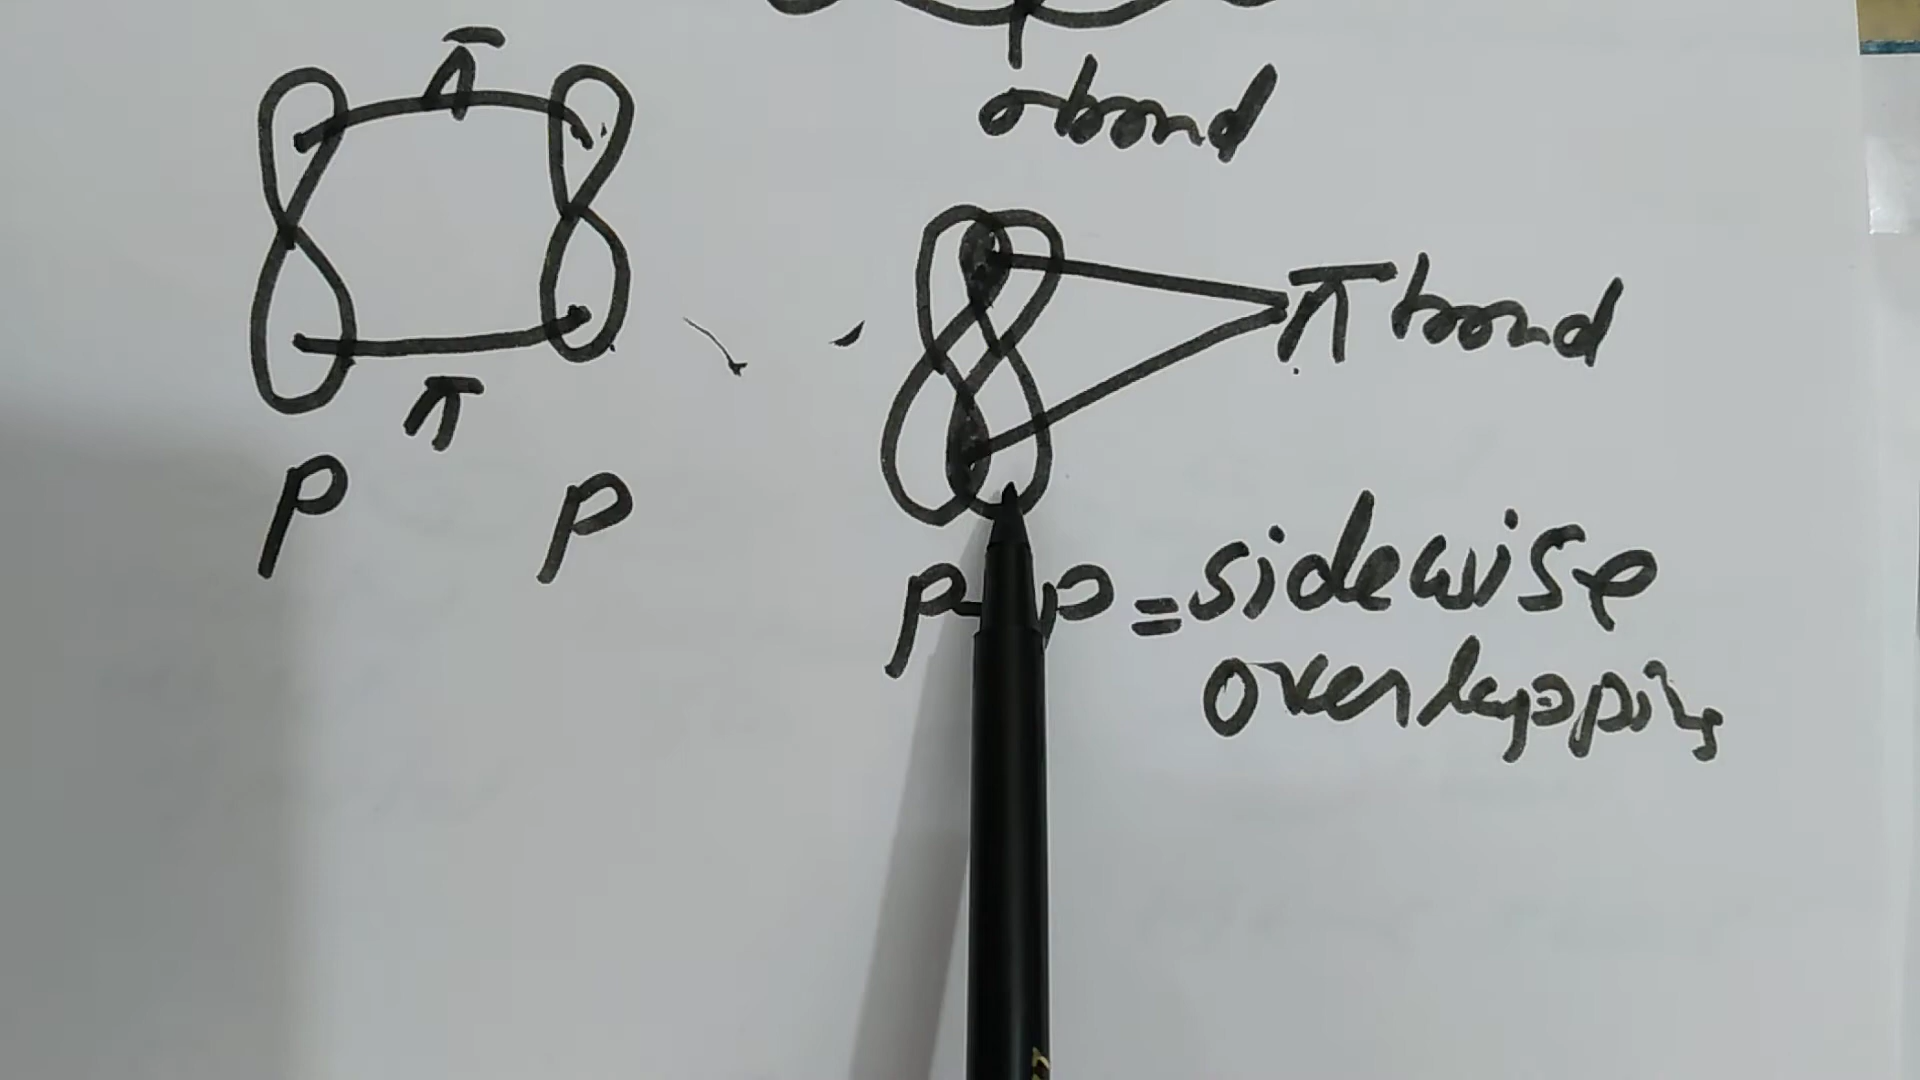 π
σ bond
π bond
π
p p
p-p = sidewise
overlapping